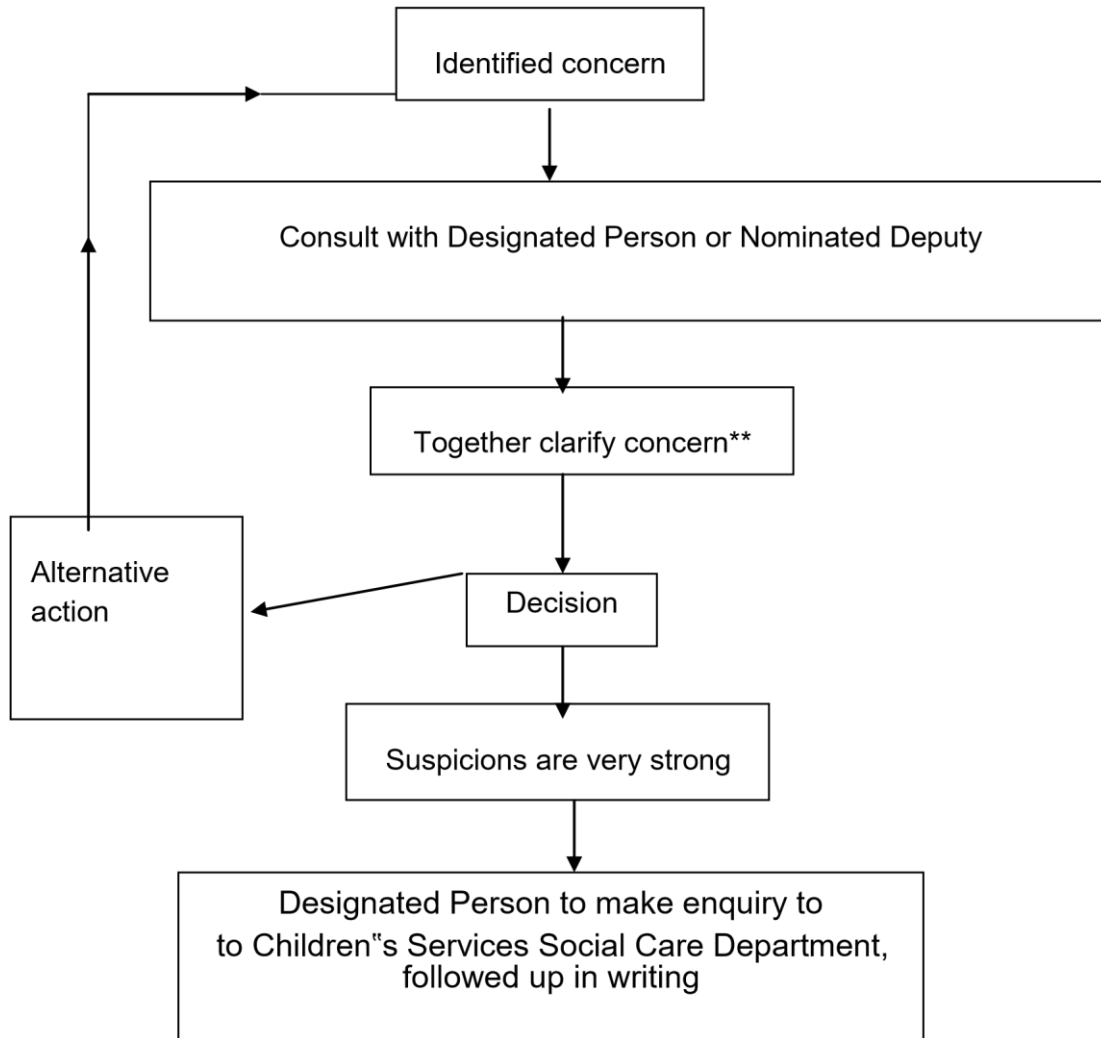 Identified concern
Consult with Designated Person or Nominated Deputy
Together clarify concern**
Alternative
action
Decision
Suspicions are very strong
Designated Person to make enquiry to
to Children‟s Services Social Care Department,
followed up in writing